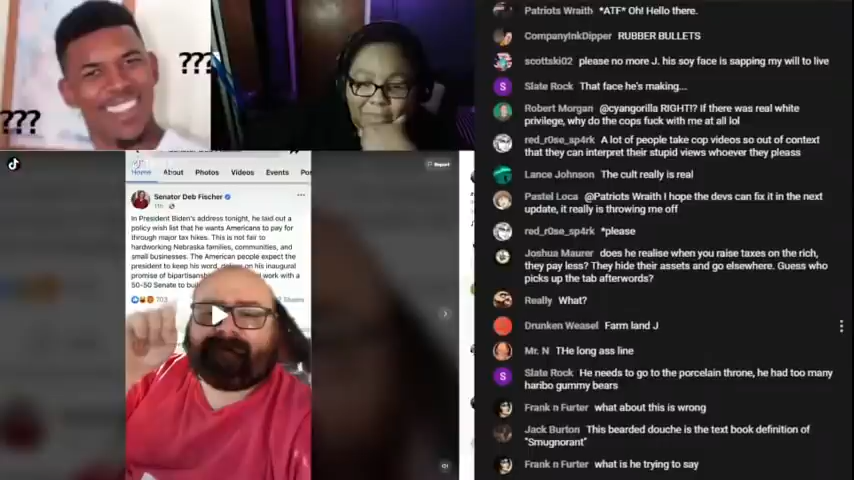 ???
???
Report
Home About Photos Videos Events
Senator Deb Fischer
In President Biden's address tonight, he laid out a
policy wish list that he wants Americans to pay for
through major tax hikes. This is not fair to
hardworking Nebraska families, communities, and
small businesses. The American people expect the
president to keep his word, deliver on his inaugural
promise of bipartisanship work with a
50-50 Senate to
703
Shares
Patriots Wraith *ATF* Oh! Hello there.
CompanyInkDipper RUBBER BULLETS
scottski02 please no more J. his soy face is sapping my will to live
S Slate Rock That face he's making...
Robert Morgan @cyangorilla RIGHT!? If there was real white
privilege, why do the cops fuck with me at all lol
red_r0se_sp4rk A lot of people take cop videos so out of context
that they can interpret their stupid views whoever they pleass
Lance Johnson The cult really is real
Pastel Loca @Patriots Wraith I hope the devs can fix it in the next
update, it really is throwing me off
red_r0se_sp4rk *please
Joshua Maurer does he realise when you raise taxes on the rich,
they pay less? They hide their assets and go elsewhere. Guess who
picks up the tab afterwords?
Really What?
Drunken Weasel Farm land J
Mr. N THe long ass line
S Slate Rock He needs to go to the porcelain throne, he had too many
haribo gummy bears
Frank n Furter what about this is wrong
Jack Burton This bearded douche is the text book definition of
"Smugnorant"
Frank n Furter what is he trying to say